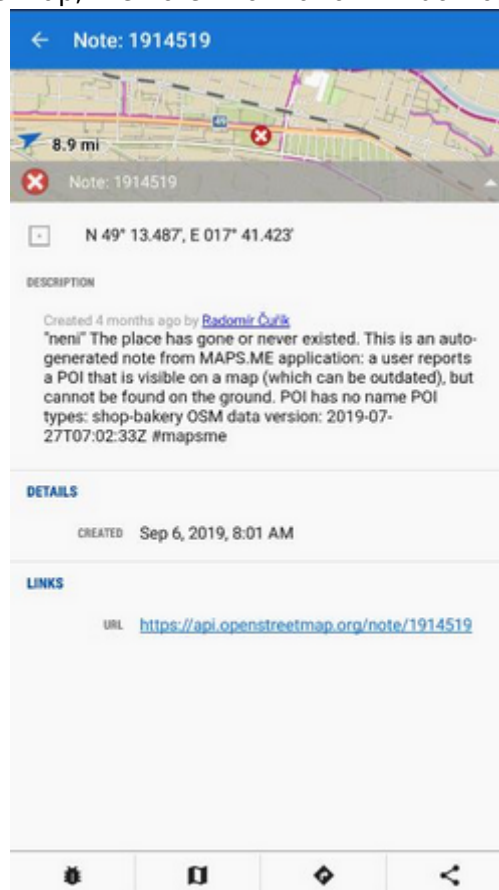 Note: 1914519
49
8.9 mi
Note: 1914519
N 49° 13.487', E 017° 41.423'
DESCRIPTION
Created 4 months ago by Radomír Čuřík
"neni" The place has gone or never existed. This is an auto-
generated note from MAPS.ME application: a user reports
a POI that is visible on a map (which can be outdated), but
cannot be found on the ground. POI has no name POI
types: shop-bakery OSM data version: 2019-07-
27T07:02:33Z #mapsme
DETAILS
CREATED Sep 6, 2019, 8:01 AM
LINKS
URL https://api.openstreetmap.org/note/1914519